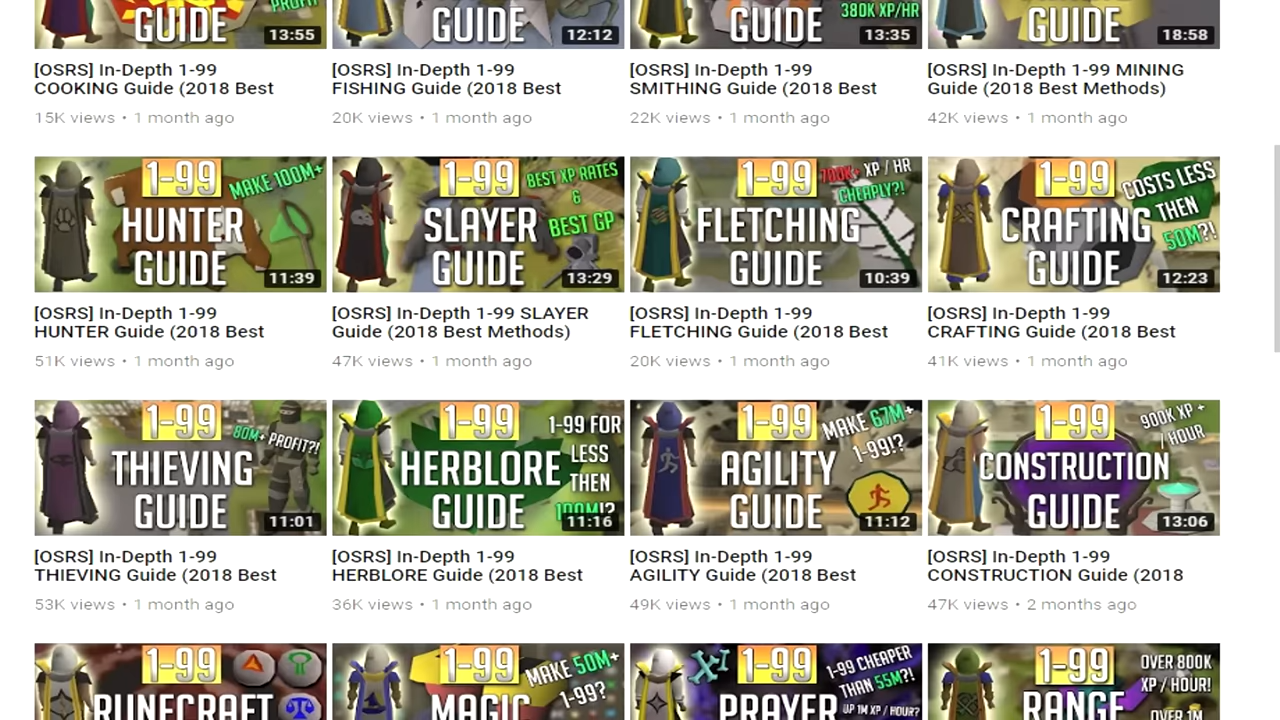 PROFIT
GUIDE
13:55
GUIDE
12:12
380K XP/HR
GUIDE
13:35
GUIDE
18:58
[OSRS] In-Depth 1-99
COOKING Guide (2018 Best
15K views • 1 month ago
[OSRS] In-Depth 1-99
FISHING Guide (2018 Best
20K views • 1 month ago
[OSRS] In-Depth 1-99
SMITHING Guide (2018 Best
22K views • 1 month ago
[OSRS] In-Depth 1-99 MINING
Guide (2018 Best Methods)
42K views • 1 month ago
1-99
MAKE 100M+
HUNTER
GUIDE
11:39
1-99
BEST XP RATES
&
BEST GP
SLAYER
GUIDE
13:29
1-99
700K+ XP / HR
CHEAPLY?!
FLETCHING
GUIDE
10:39
1-99
COSTS LESS
THEN
50M?!
CRAFTING
GUIDE
12:23
[OSRS] In-Depth 1-99
HUNTER Guide (2018 Best
51K views • 1 month ago
[OSRS] In-Depth 1-99 SLAYER
Guide (2018 Best Methods)
47K views • 1 month ago
[OSRS] In-Depth 1-99
FLETCHING Guide (2018 Best
20K views • 1 month ago
[OSRS] In-Depth 1-99
CRAFTING Guide (2018 Best
41K views • 1 month ago
1-99
80M+ PROFIT?!
THIEVING
GUIDE
11:01
1-99
1-99 FOR
LESS
THEN
100M!?
HERBLORE
GUIDE
11:16
1-99
MAKE 67M+
1-99!?
AGILITY
GUIDE
11:12
1-99
900K XP +
/ HOUR
CONSTRUCTION
GUIDE
13:06
[OSRS] In-Depth 1-99
THIEVING Guide (2018 Best
53K views • 1 month ago
[OSRS] In-Depth 1-99
HERBLORE Guide (2018 Best
36K views • 1 month ago
[OSRS] In-Depth 1-99
AGILITY Guide (2018 Best
49K views • 1 month ago
[OSRS] In-Depth 1-99
CONSTRUCTION Guide (2018
47K views • 2 months ago
1-99
RUNECRAFT
1-99
MAKE 50M+
1-99?
MAGIC
1-99
1-99 CHEAPER
THAN 55M?!
UP 1M XP / HOUR?
PRAYER
1-99
OVER 800K
XP / HOUR!
OVER 1M
RANGE